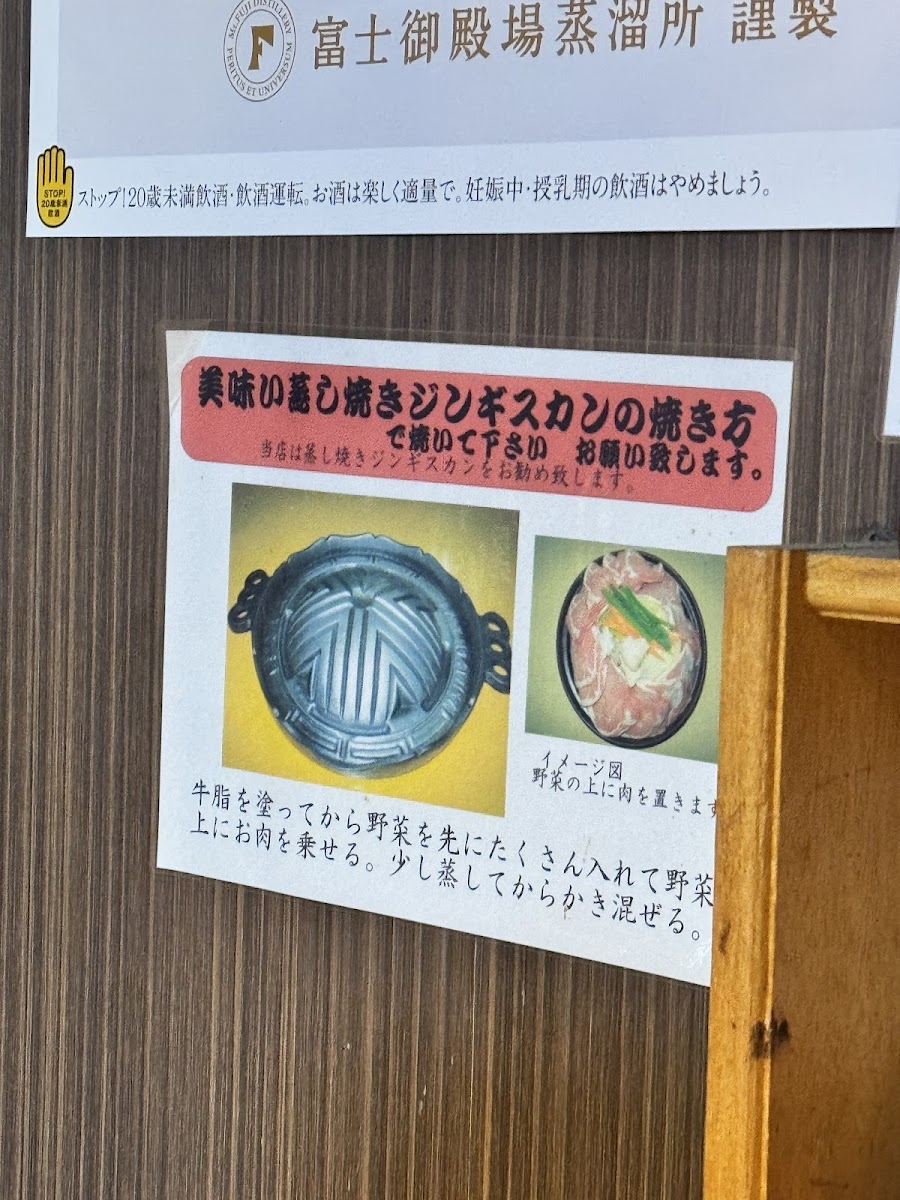 MT.FUJI DISTILLERY
F
PERITUS ET UNIVERSUM
富士御殿場蒸溜所 謹製
STOP!
20歳未満
飲酒
ストップ!20歳未満飲酒・飲酒運転。お酒は楽しく適量で。妊娠中・授乳期の飲酒はやめましょう。
美味い蒸し焼きジンギスカンの焼き方
で焼いて下さい お願い致します。
当店は蒸し焼きジンギスカンをお勧め致します。
イメージ図
野菜の上に肉を置きます
牛脂を塗ってから野菜を先にたくさん入れて野菜
上にお肉を乗せる。少し蒸してからかき混ぜる。